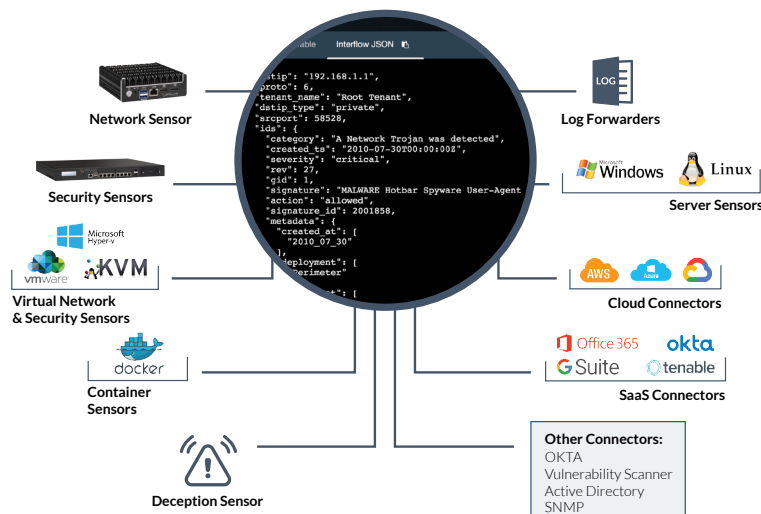 Interflow JSON
"192.168.1.1",
proto": 6,
"tenant_name": "Root Tenant",
"dstip_type": "private",
"srcport": 58528,
"ids": {
"category": "A Network Trojan was detected",
"created_ts": "2010-07-30T00:00:00Z",
"severity": "critical",
"rev": 27,
"gid": 1,
"signature": "MALWARE Hotbar Spyware User-Agent
"action": "allowed",
"signature_id": 2001858,
"metadata": {
"created_at": [
"2010_07_30"
],
deployment": [
Perimeter"
": [
Network Sensor
Security Sensors
Microsoft
Hyper-v
vmware
KVM
Virtual Network
& Security Sensors
docker
Container
Sensors
Deception Sensor
LOG
Log Forwarders
Microsoft
Windows
Linux
Server Sensors
AWS
Azure
Cloud Connectors
Office 365
okta
G Suite
tenable
SaaS Connectors
Other Connectors:
OKTA
Vulnerability Scanner
Active Directory
SNMP